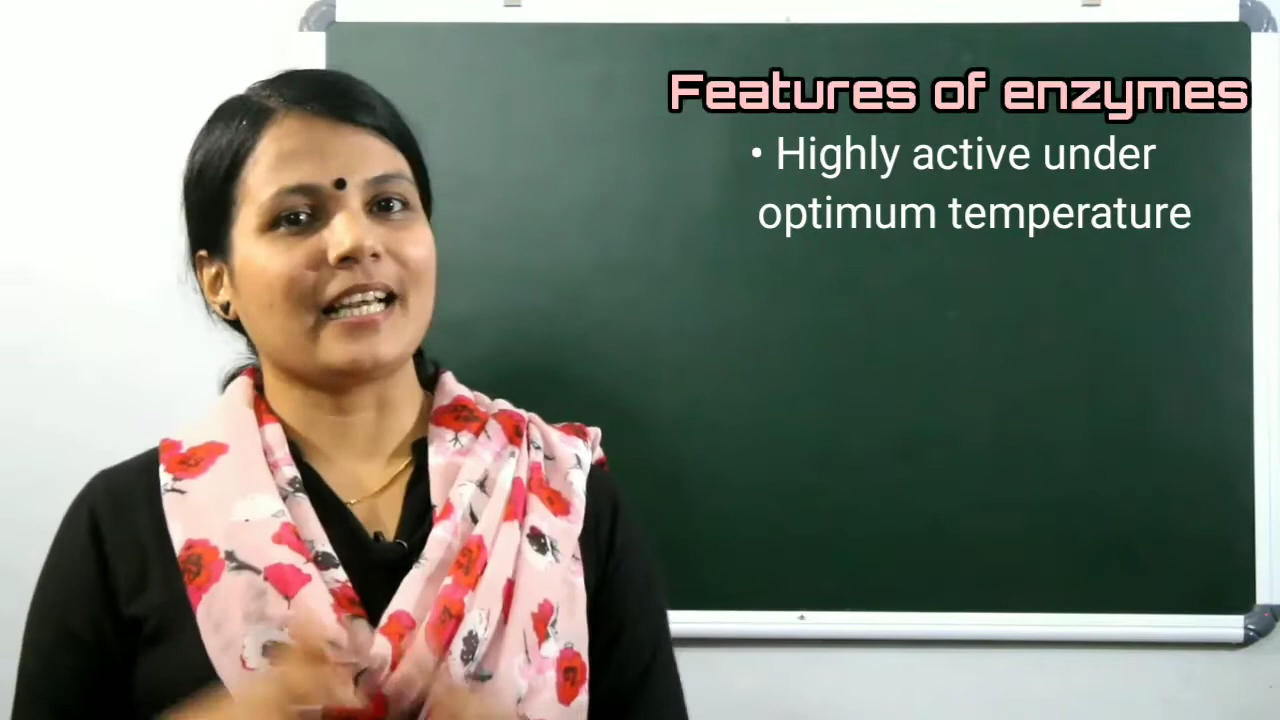 Features of enzymes
• Highly active under
optimum temperature